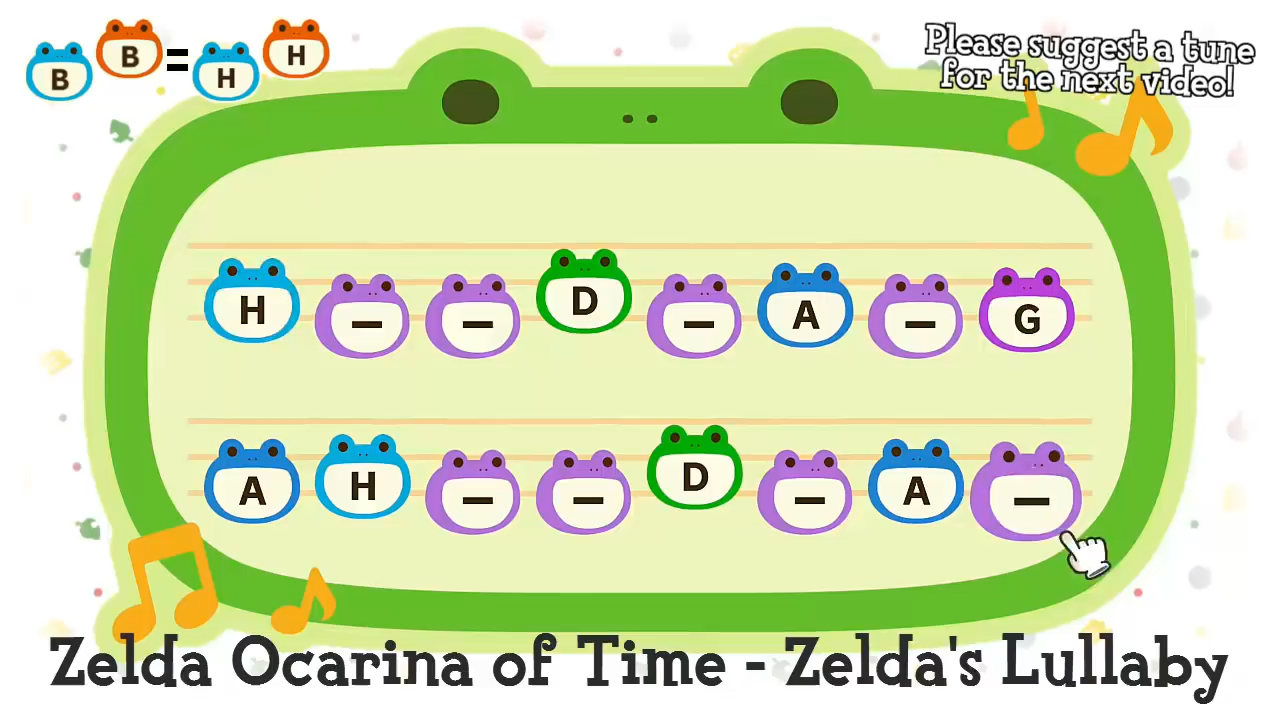 B B = H H
Please suggest a tune
for the next video!
H - - D - A - G
A H - - D - A -
Zelda Ocarina of Time - Zelda's Lullaby